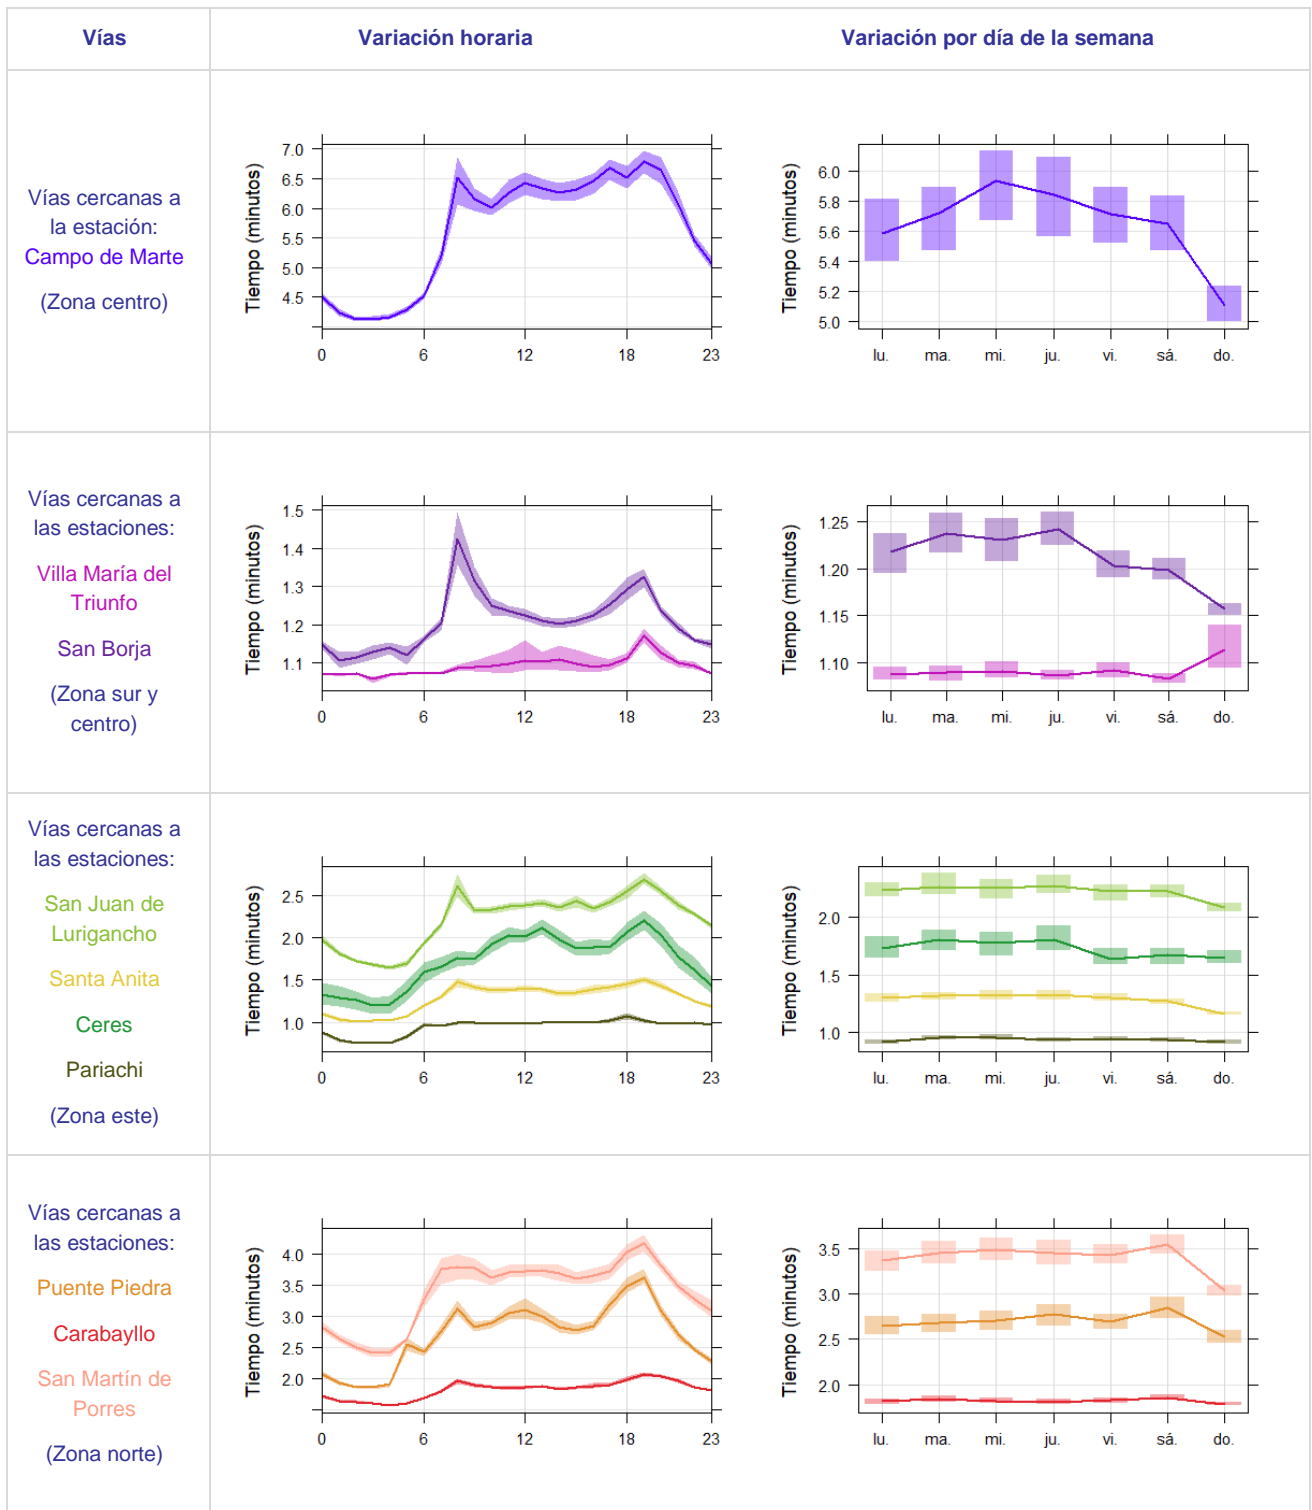 Vías
Variación horaria
Variación por día de la semana
Vías cercanas a
la estación:
Campo de Marte
(Zona centro)
Tiempo (minutos)
7.0
6.5
6.0
5.5
5.0
4.5
0 6 12 18 23
Tiempo (minutos)
6.0
5.8
5.6
5.4
5.2
5.0
lu. ma. mi. ju. vi. sá. do.
Vías cercanas a
las estaciones:
Villa María del
Triunfo
San Borja
(Zona sur y
centro)
Tiempo (minutos)
1.5
1.4
1.3
1.2
1.1
0 6 12 18 23
Tiempo (minutos)
1.25
1.20
1.15
1.10
lu. ma. mi. ju. vi. sá. do.
Vías cercanas a
las estaciones:
San Juan de
Lurigancho
Santa Anita
Ceres
Pariachi
(Zona este)
Tiempo (minutos)
2.5
2.0
1.5
1.0
0 6 12 18 23
Tiempo (minutos)
2.0
1.5
1.0
lu. ma. mi. ju. vi. sá. do.
Vías cercanas a
las estaciones:
Puente Piedra
Carabayllo
San Martín de
Porres
(Zona norte)
Tiempo (minutos)
4.0
3.5
3.0
2.5
2.0
0 6 12 18 23
Tiempo (minutos)
3.5
3.0
2.5
2.0
lu. ma. mi. ju. vi. sá. do.